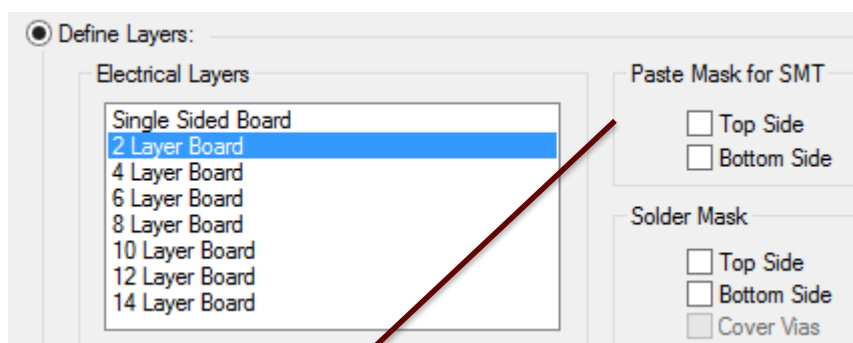 Define Layers:
Electrical Layers
Single Sided Board
2 Layer Board
4 Layer Board
6 Layer Board
8 Layer Board
10 Layer Board
12 Layer Board
14 Layer Board
Paste Mask for SMT
Top Side
Bottom Side
Solder Mask
Top Side
Bottom Side
Cover Vias